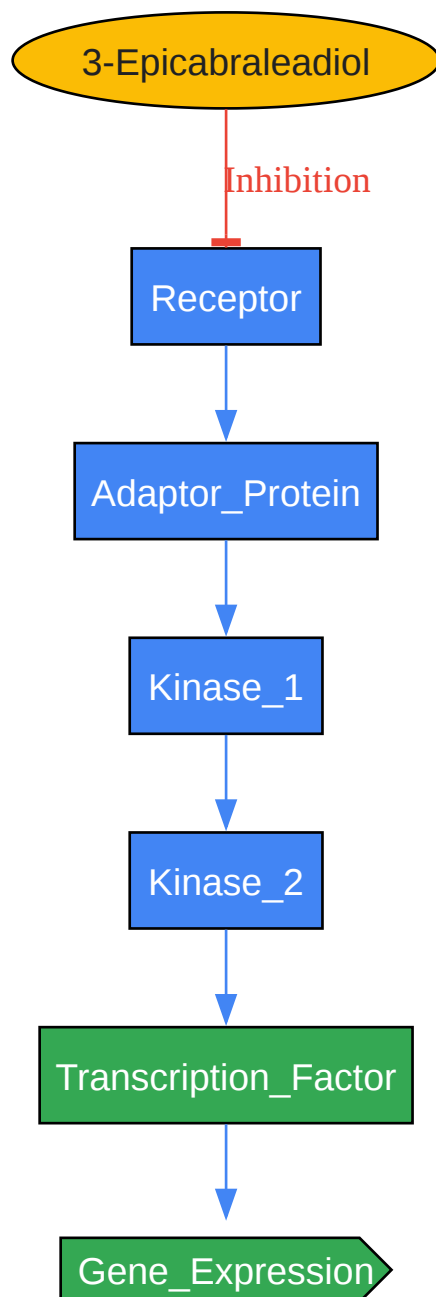 3-Epicabraleadiol
Inhibition
Receptor
Adaptor_Protein
Kinase_1
Kinase_2
Transcription_Factor
Gene_Expression